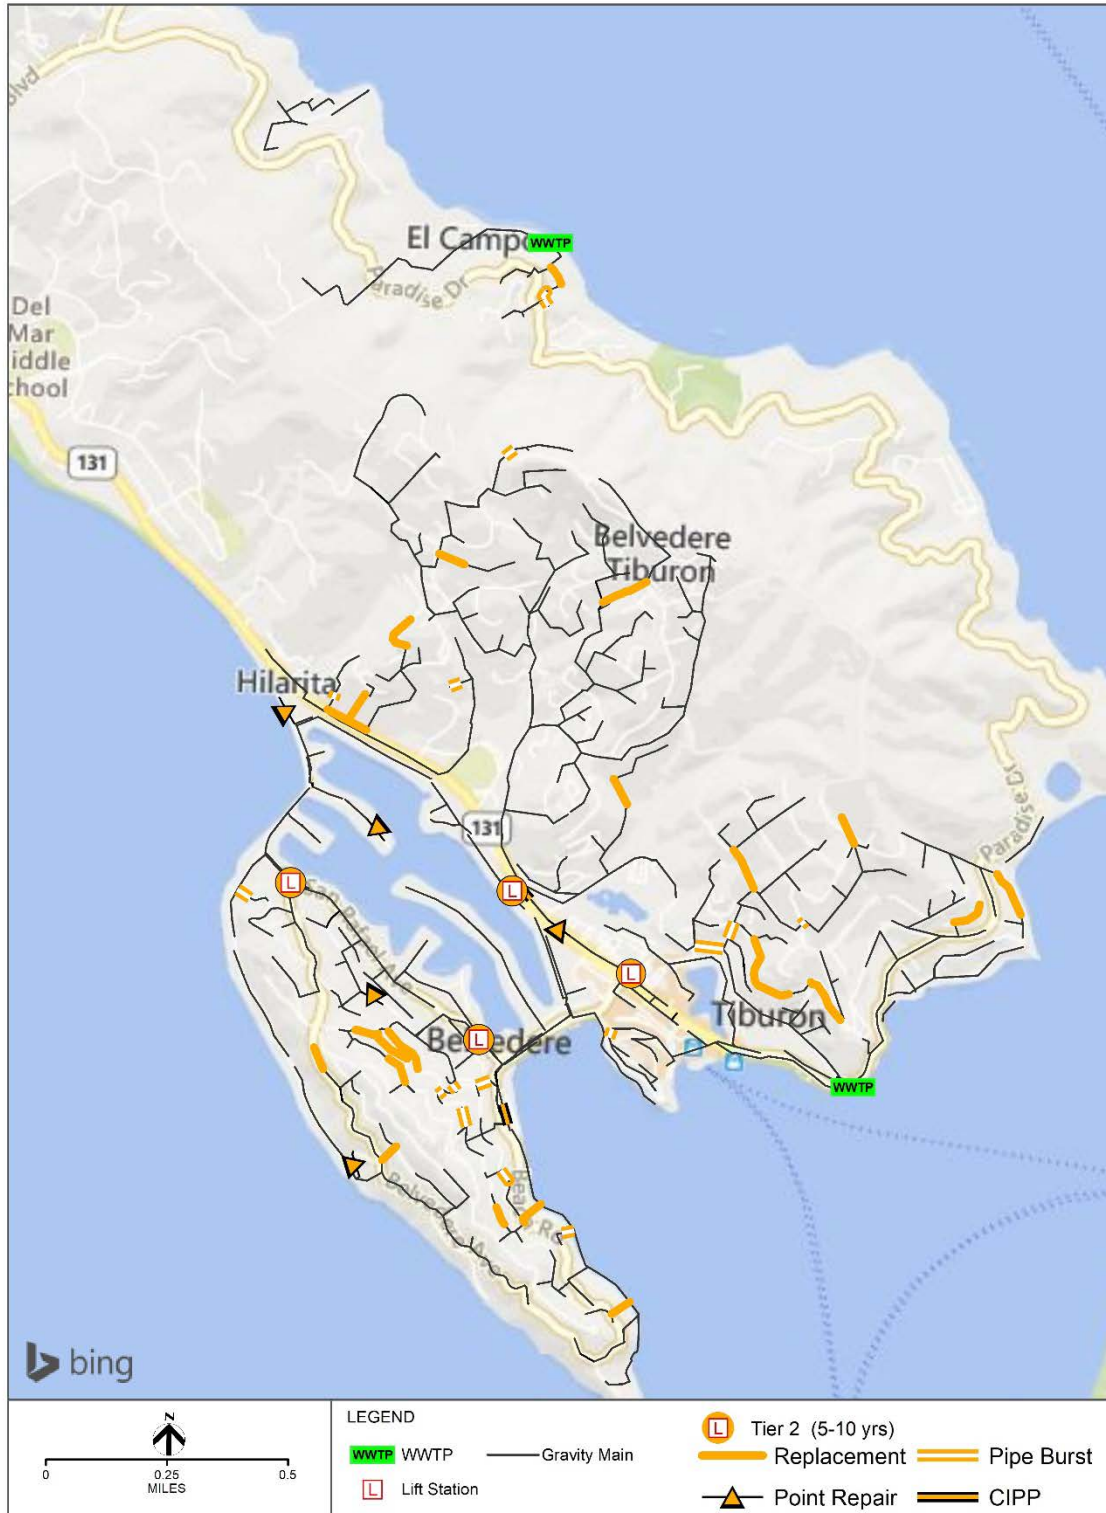 Blvd
El Campo
WWTP
Paradise Dr
Del
Mar
iddle
chool
131
Belvedere
Tiburon
Hilarita
Paradise Dr
131
L
L
San Rafael Ave
L
Tiburon
L
Belvedere
WWTP
Beach Rd
Belvedere Ave
bing
N
0
0.25
0.5
MILES
LEGEND
WWTP WWTP
Gravity Main
L Lift Station
L Tier 2 (5-10 yrs)
Replacement
Pipe Burst
Point Repair
CIPP